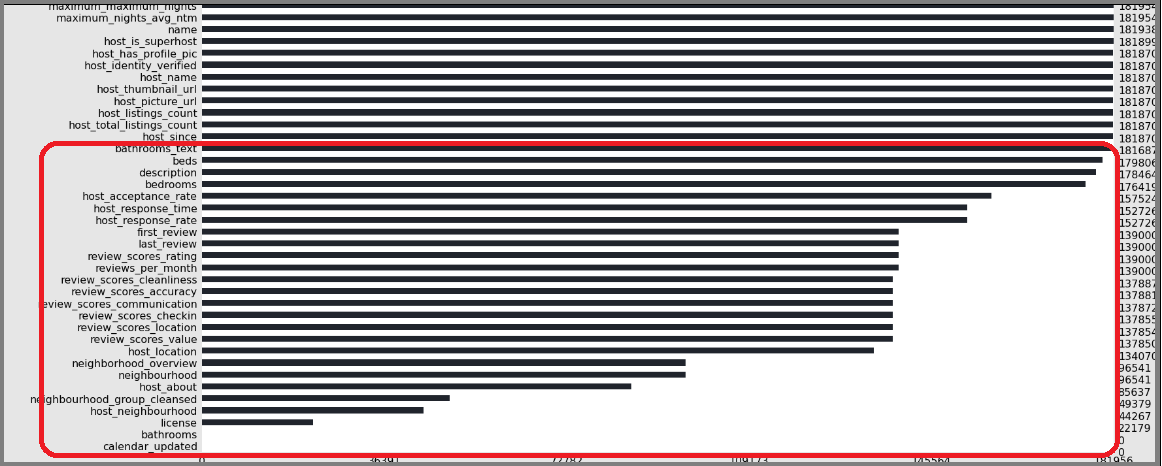 maximum_maximum_nights 181954
maximum_nights_avg_ntm 181954
name 181938
host_is_superhost 181899
host_has_profile_pic 181870
host_identity_verified 181870
host_name 181870
host_thumbnail_url 181870
host_picture_url 181870
host_listings_count 181870
host_total_listings_count 181870
host_since 181870
bathrooms_text 181687
beds 179806
description 178464
bedrooms 176419
host_acceptance_rate 157524
host_response_time 152726
host_response_rate 152726
first_review 139000
last_review 139000
review_scores_rating 139000
reviews_per_month 139000
review_scores_cleanliness 137887
review_scores_accuracy 137881
review_scores_communication 137872
review_scores_checkin 137855
review_scores_location 137854
review_scores_value 137850
host_location 134070
neighborhood_overview 96541
neighbourhood 96541
host_about 85637
neighbourhood_group_cleansed 49379
host_neighbourhood 44267
license 22179
bathrooms 0
calendar_updated 0
0 36391 72782 109173 145564 181956